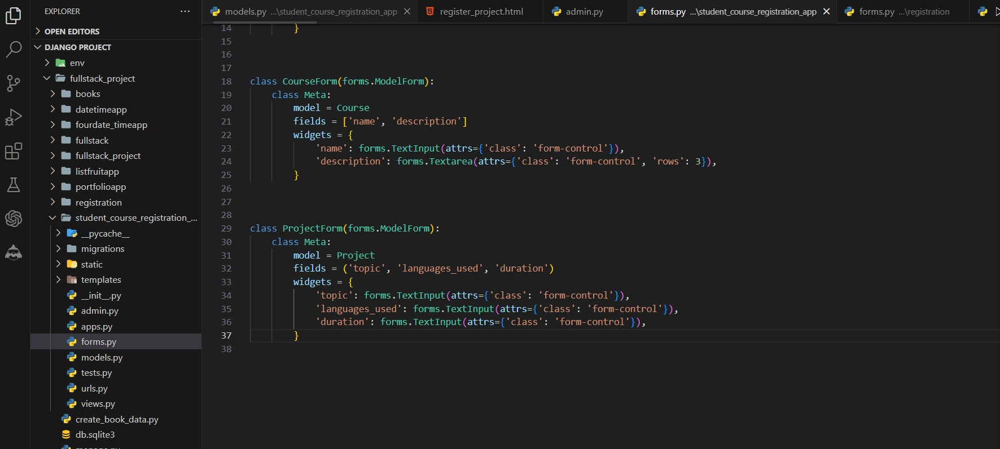 EXPLORER
OPEN EDITORS
DJANGO PROJECT
env
fullstack_project
books
datetimeapp
fourdate_timeapp
fullstack
fullstack_project
listfruitapp
portfolioapp
registration
student_course_registration_...
__pycache__
migrations
static
templates
__init__.py
admin.py
apps.py
forms.py
models.py
tests.py
urls.py
views.py
create_book_data.py
db.sqlite3
manage.py
models.py ...\student_course_registration_app
register_project.html
admin.py
forms.py ...\student_course_registration_app
forms.py ...\registration
14 }
15
16
17
18 class CourseForm(forms.ModelForm):
19 class Meta:
20 model = Course
21 fields = ['name', 'description']
22 widgets = {
23 'name': forms.TextInput(attrs={'class': 'form-control'}),
24 'description': forms.Textarea(attrs={'class': 'form-control', 'rows': 3}),
25 }
26
27
28
29 class ProjectForm(forms.ModelForm):
30 class Meta:
31 model = Project
32 fields = ('topic', 'languages_used', 'duration')
33 widgets = {
34 'topic': forms.TextInput(attrs={'class': 'form-control'}),
35 'languages_used': forms.TextInput(attrs={'class': 'form-control'}),
36 'duration': forms.TextInput(attrs={'class': 'form-control'}),
37 }
38